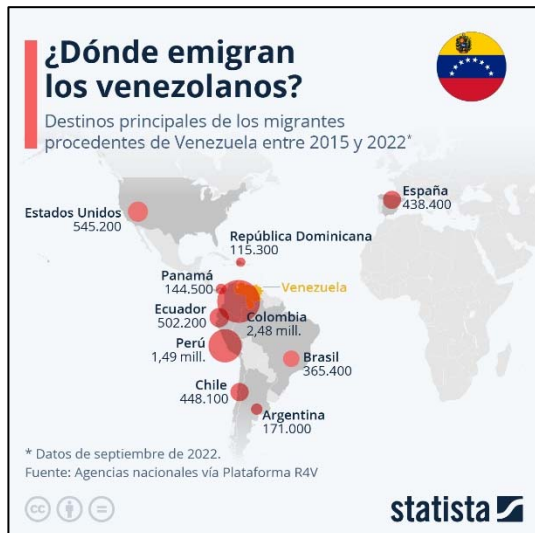 ¿Dónde emigran
los venezolanos?
Destinos principales de los migrantes
procedentes de Venezuela entre 2015 y 2022*
España
438.400
Estados Unidos
545.200
República Dominicana
115.300
Panamá
144.500
Venezuela
Ecuador
502.200
Colombia
2,48 mill.
Perú
1,49 mill.
Brasil
365.400
Chile
448.100
Argentina
171.000
* Datos de septiembre de 2022.
Fuente: Agencias nacionales vía Plataforma R4V
cc
statista